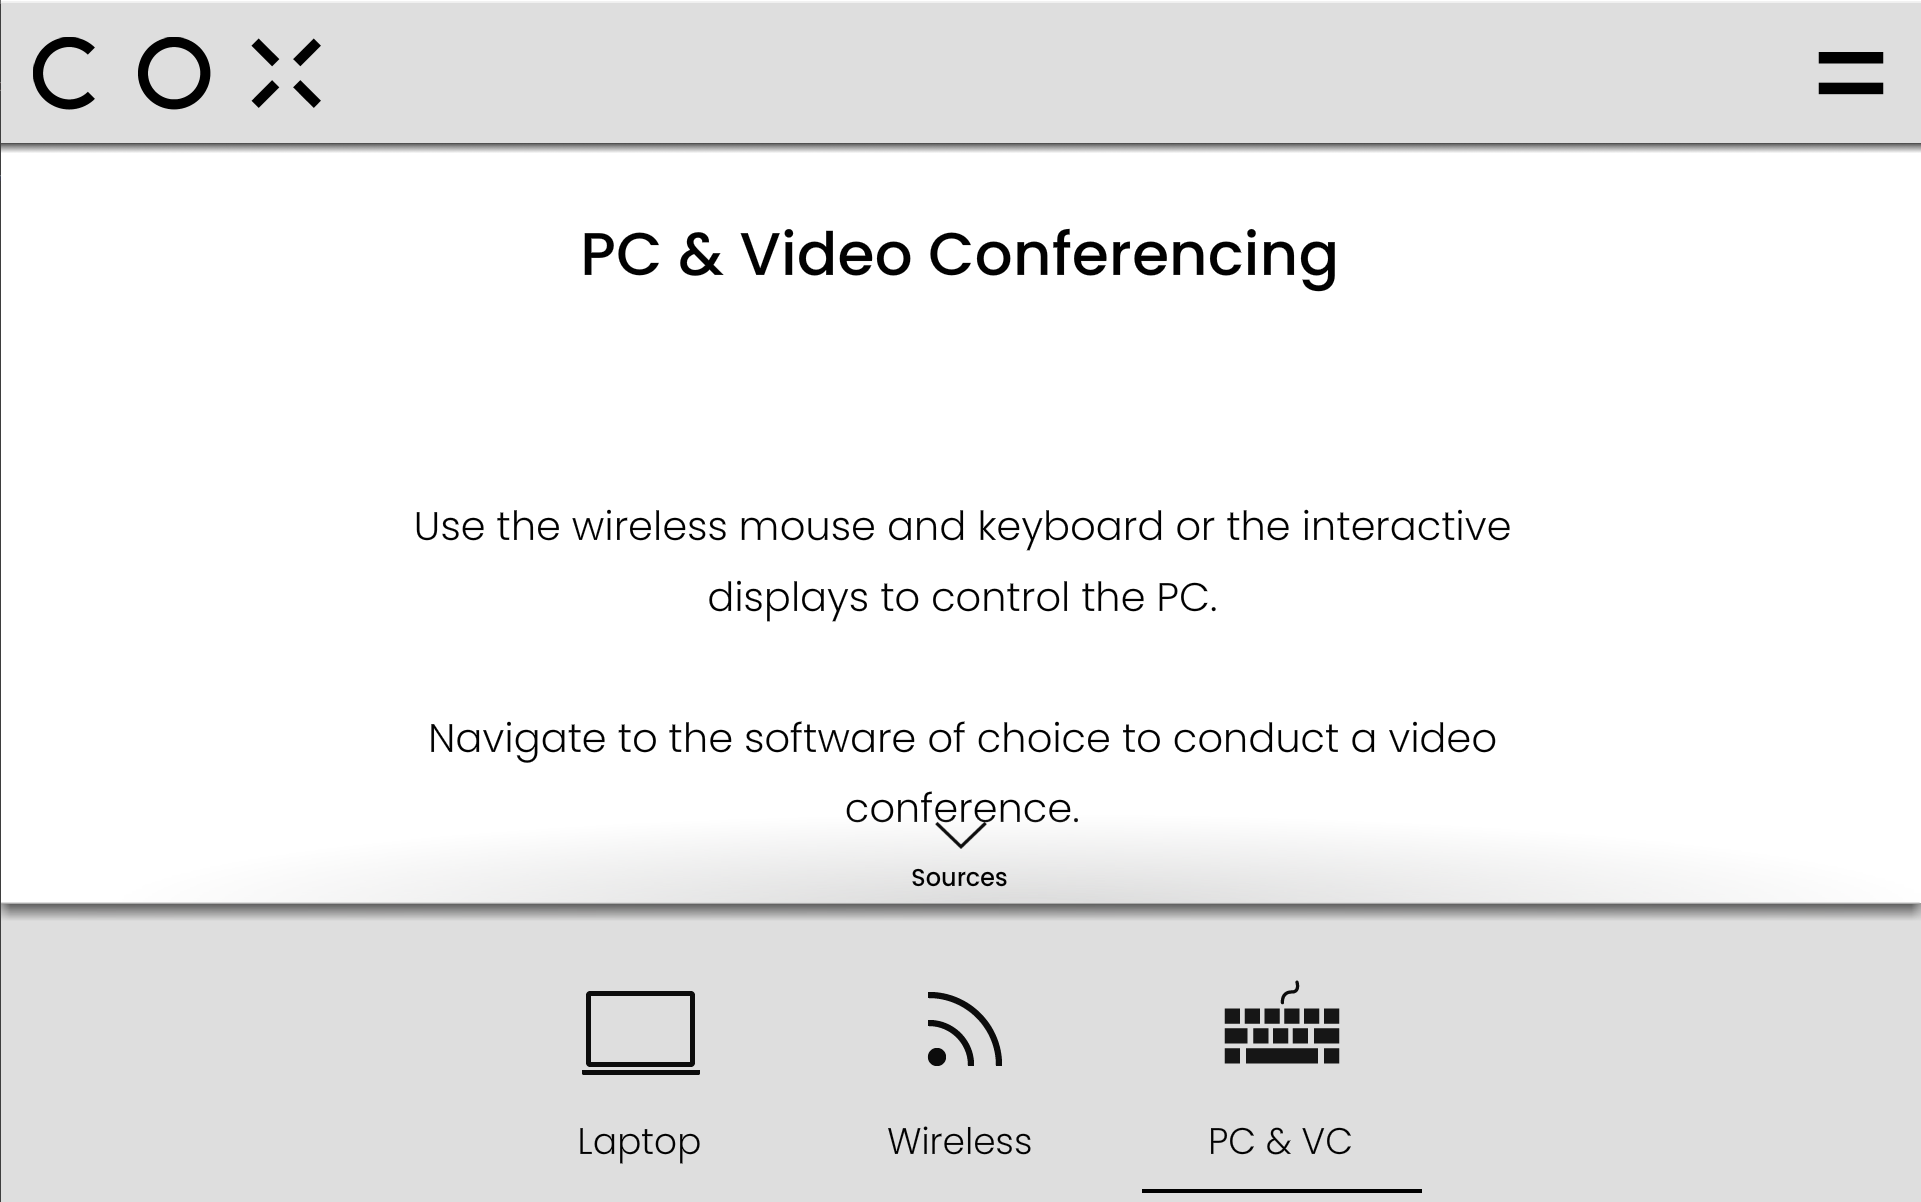 COX
PC & Video Conferencing
Use the wireless mouse and keyboard or the interactive
displays to control the PC.
Navigate to the software of choice to conduct a video
conference.
Sources
Laptop
Wireless
PC & VC